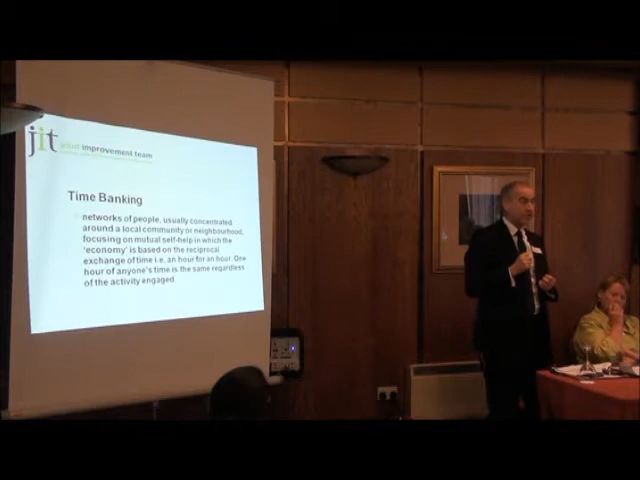 jit joint improvement team
Time Banking
networks of people, usually concentrated
around a local community or neighbourhood,
focusing on mutual self-help in which the
'economy' is based on the reciprocal
exchange of time i.e. an hour for an hour. One
hour of anyone's time is the same regardless
of the activity engaged